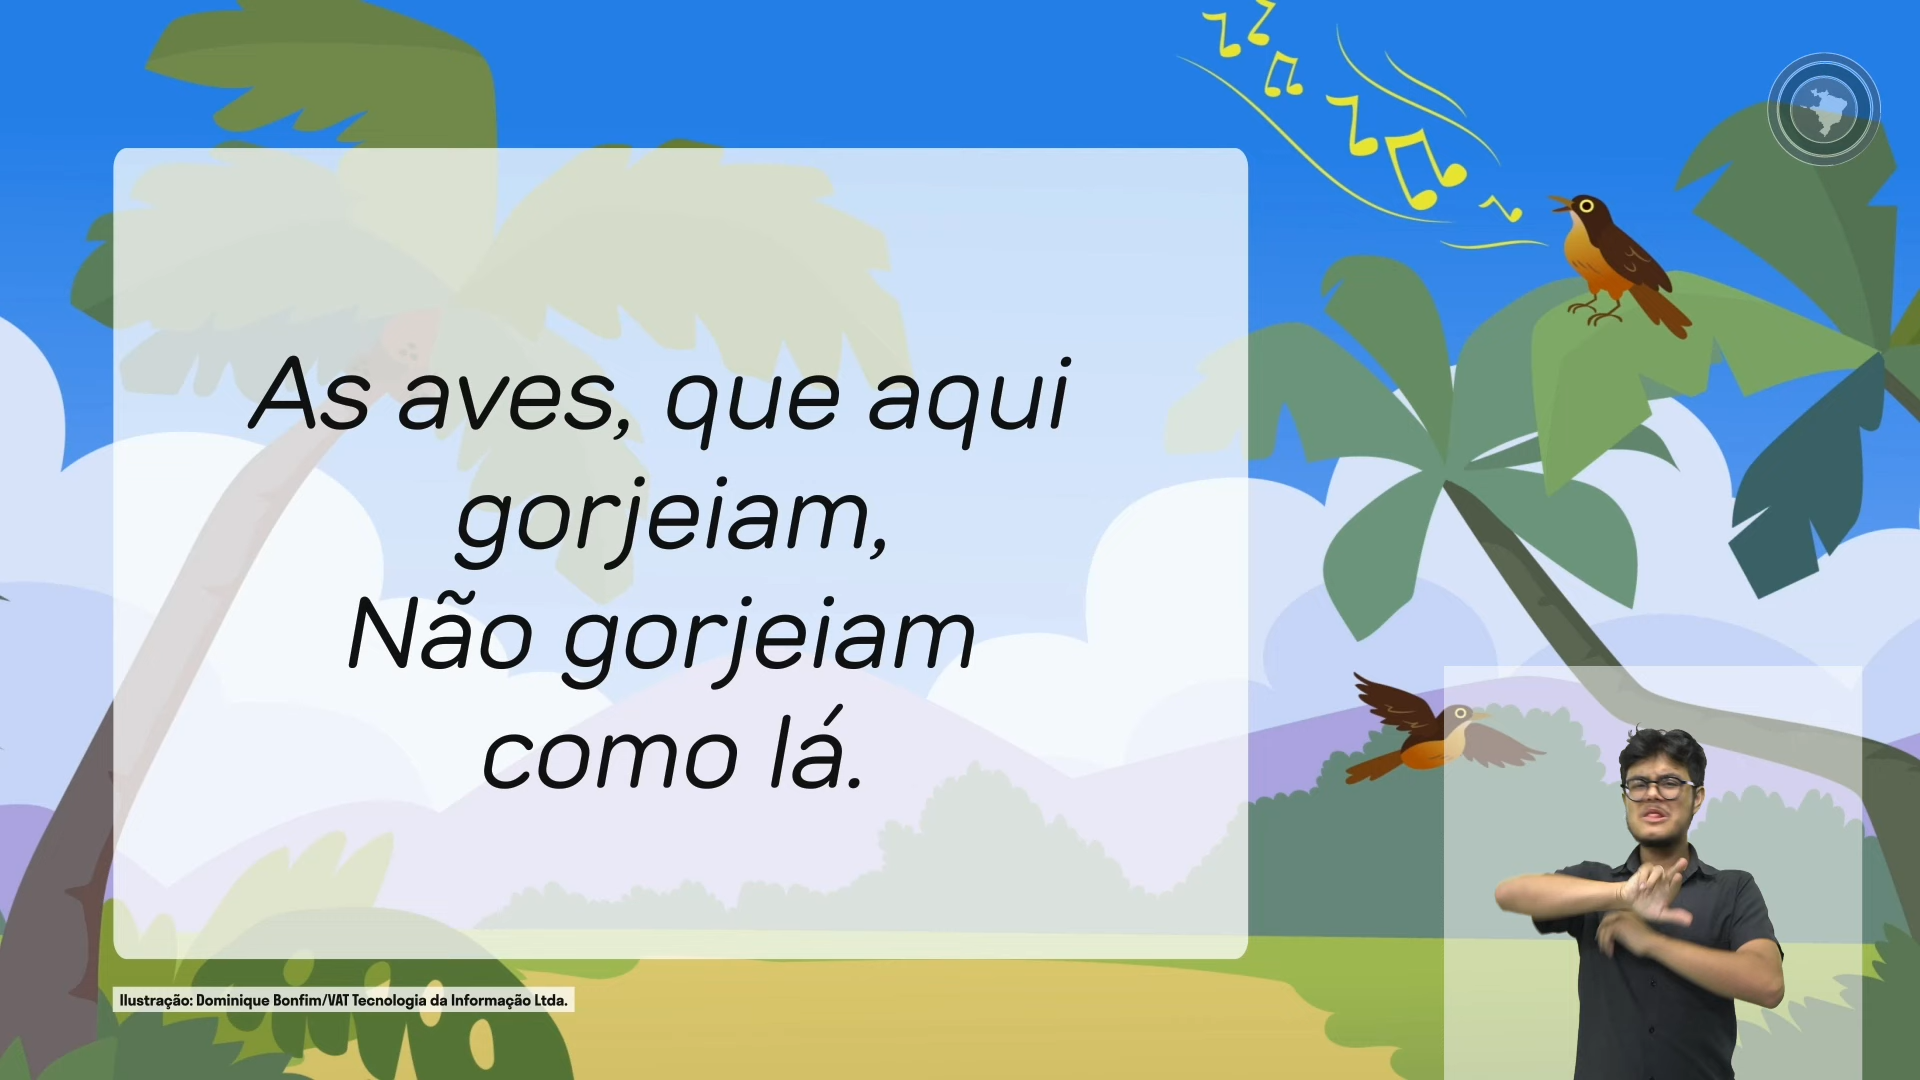 As aves, que aqui
gorjeiam,
Não gorjeiam
como lá.
Ilustração: Dominique Bonfim/VAT Tecnologia da Informação Ltda.